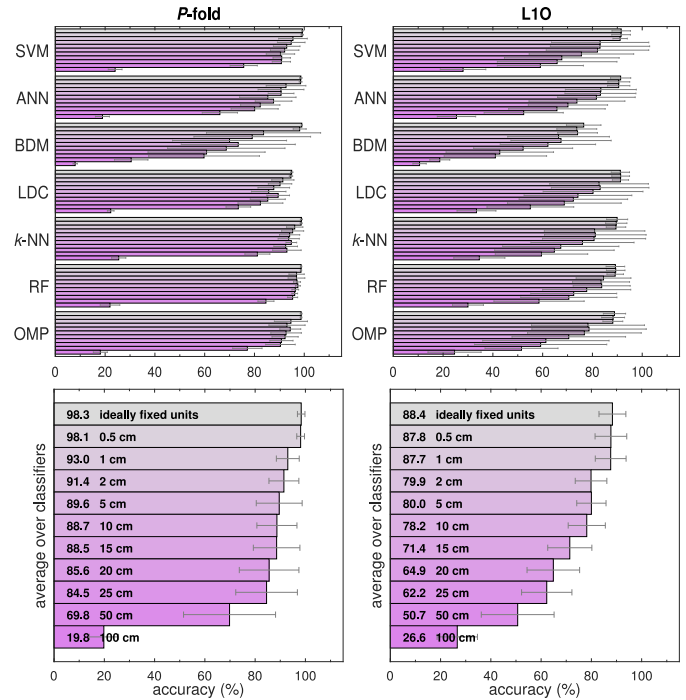 P-fold
SVM
ANN
BDM
LDC
k-NN
RF
OMP
0 20 40 60 80 100
L1O
SVM
ANN
BDM
LDC
k-NN
RF
OMP
0 20 40 60 80 100
average over classifiers
98.3 ideally fixed units
98.1 0.5 cm
93.0 1 cm
91.4 2 cm
89.6 5 cm
88.7 10 cm
88.5 15 cm
85.6 20 cm
84.5 25 cm
69.8 50 cm
19.8 100 cm
0 20 40 60 80 100
accuracy (%)
average over classifiers
88.4 ideally fixed units
87.8 0.5 cm
87.7 1 cm
79.9 2 cm
80.0 5 cm
78.2 10 cm
71.4 15 cm
64.9 20 cm
62.2 25 cm
50.7 50 cm
26.6 100 cm
0 20 40 60 80 100
accuracy (%)